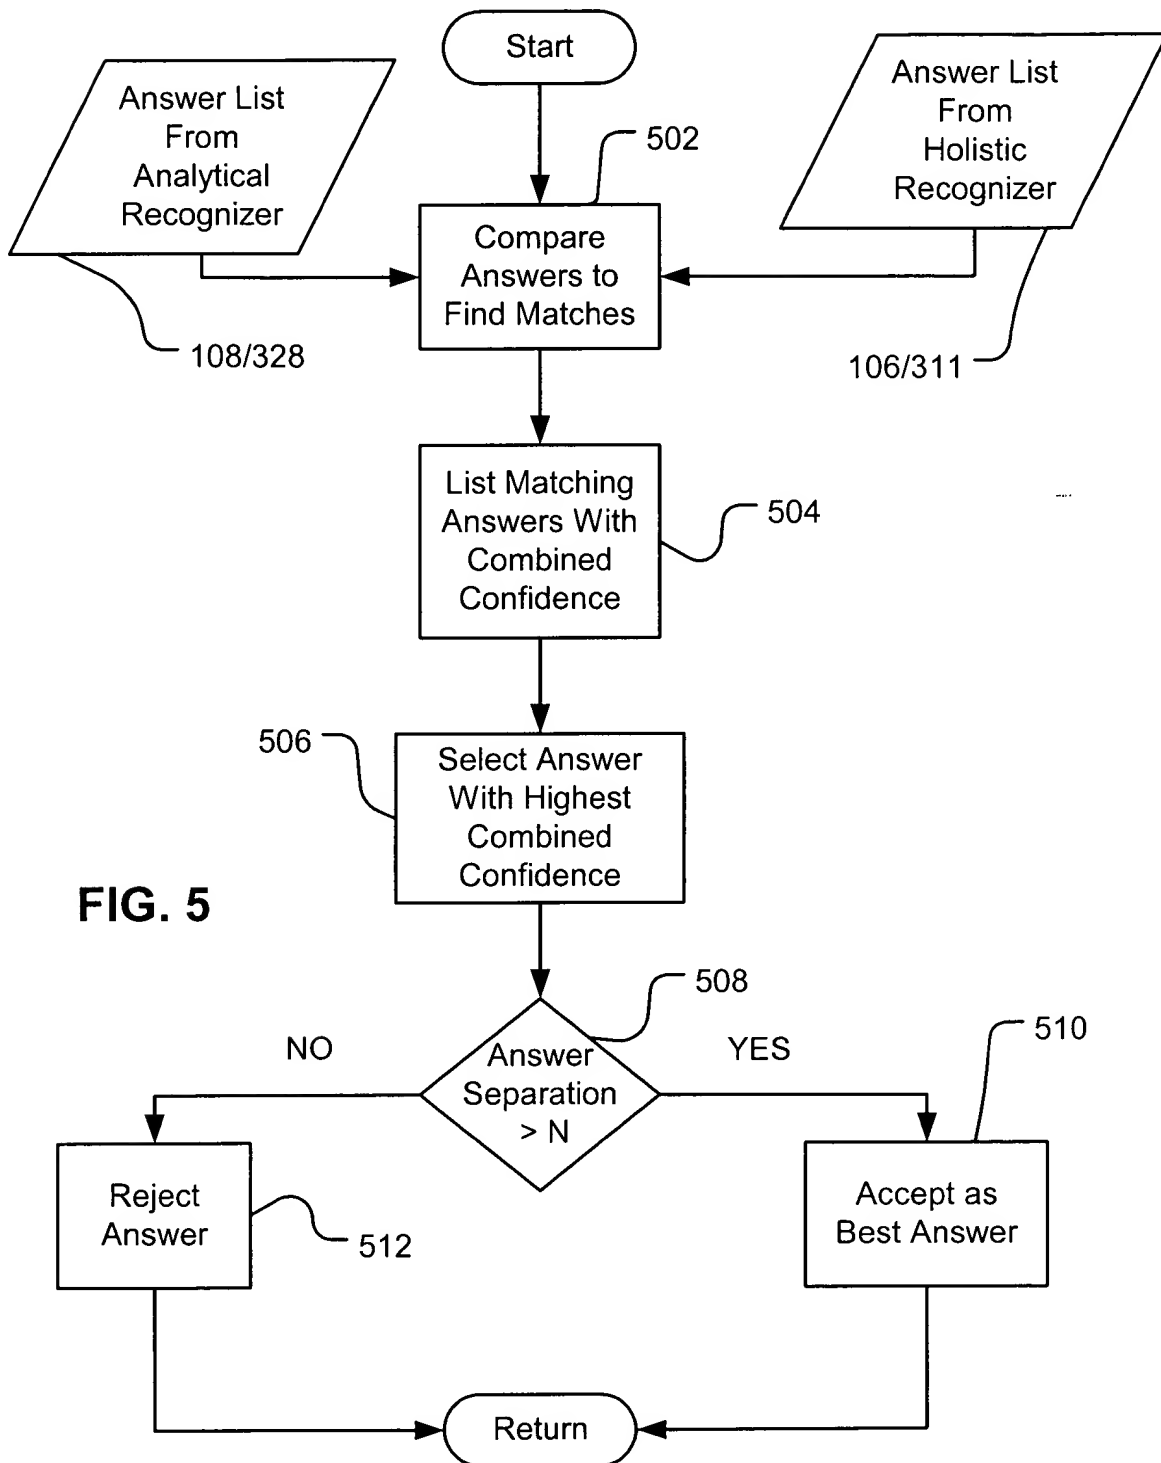 Start
Answer List
From
Analytical
Recognizer
Answer List
From
Holistic
Recognizer
502
Compare
Answers to
Find Matches
108/328
106/311
List Matching
Answers With
Combined
Confidence
504
506
Select Answer
With Highest
Combined
Confidence
FIG. 5
508
NO
Answer
Separation
> N
YES
510
Reject
Answer
512
Accept as
Best Answer
Return